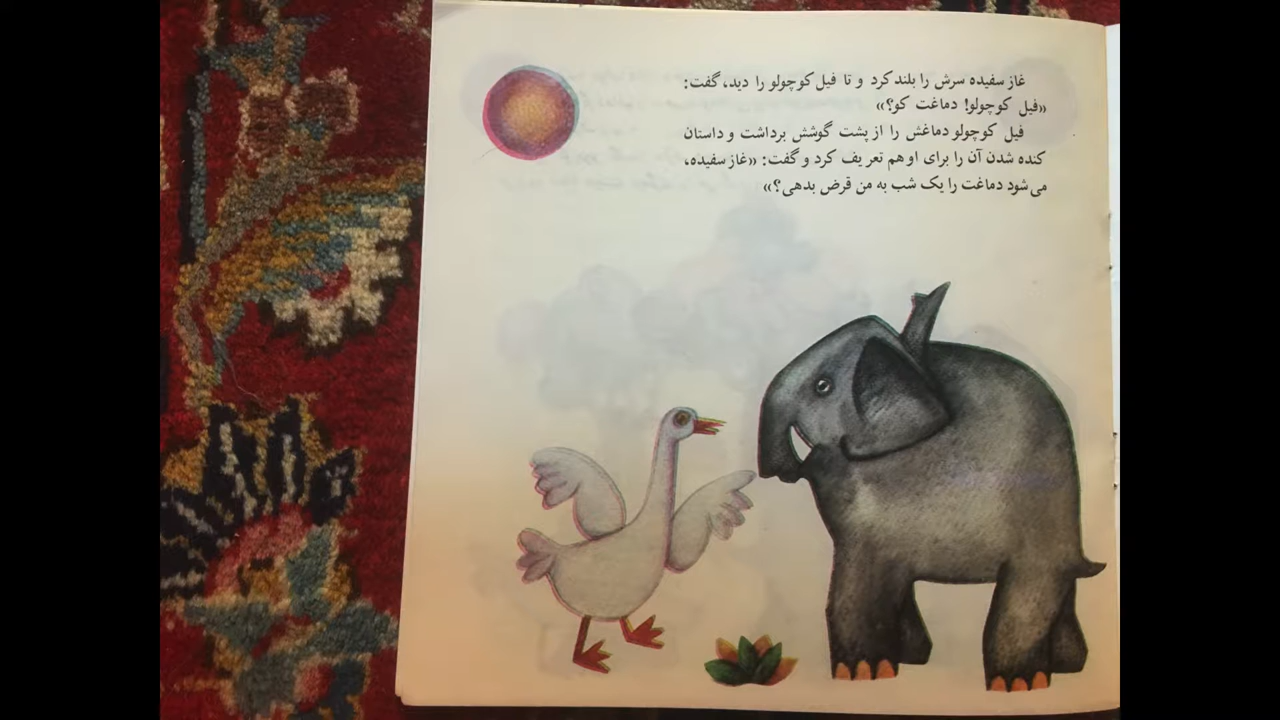 غاز سفیده سرش را بلند کرد و تا فیل کوچولو را دید، گفت:
«فیل کوچولو! دماغت کو؟»
فیل کوچولو دماغش را از پشت گوشش برداشت و داستان
کنده شدن آن را برای او هم تعریف کرد و گفت: «غاز سفیده،
می‌شود دماغت را یک شب به من قرض بدهی؟»